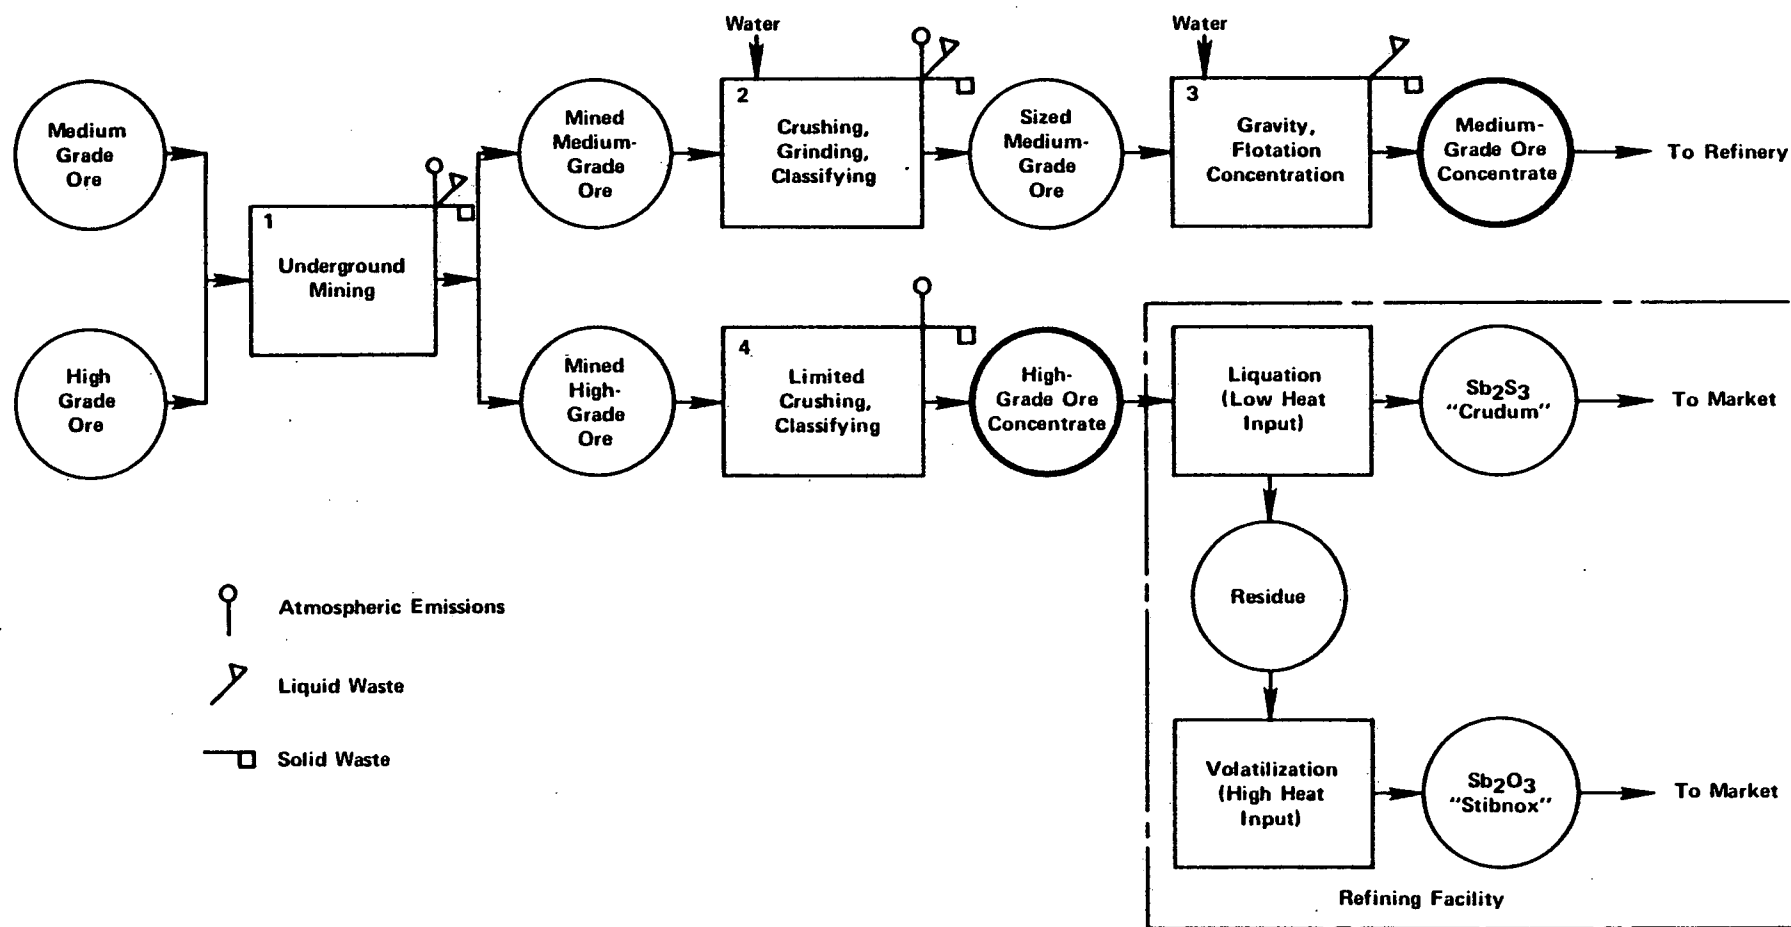 Water
Water
Medium
Grade
Ore
Mined
Medium-
Grade
Ore
2
Crushing,
Grinding,
Classifying
Sized
Medium-
Grade
Ore
3
Gravity,
Flotation
Concentration
Medium-
Grade Ore
Concentrate
To Refinery
1
Underground
Mining
High
Grade
Ore
Mined
High-
Grade
Ore
4
Limited
Crushing,
Classifying
High-
Grade Ore
Concentrate
Liquation
(Low Heat
Input)
Sb2S3
"Crudum"
To Market
Residue
Atmospheric Emissions
Liquid Waste
Solid Waste
Volatilization
(High Heat
Input)
Sb2O3
"Stibnox"
To Market
Refining Facility